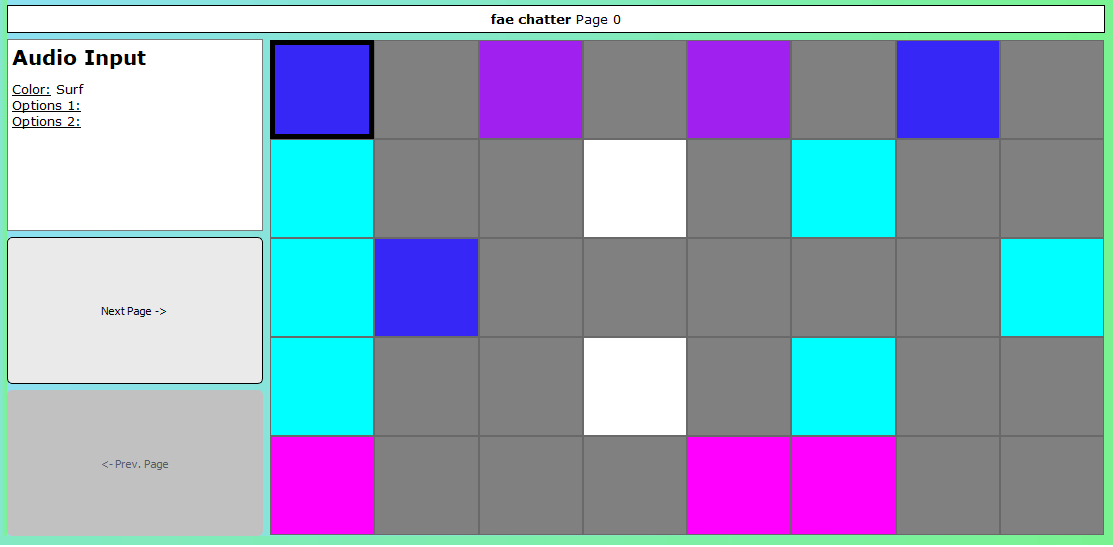 fae chatter Page 0
Audio Input
Color: Surf
Options 1:
Options 2:
Next Page ->
<- Prev. Page